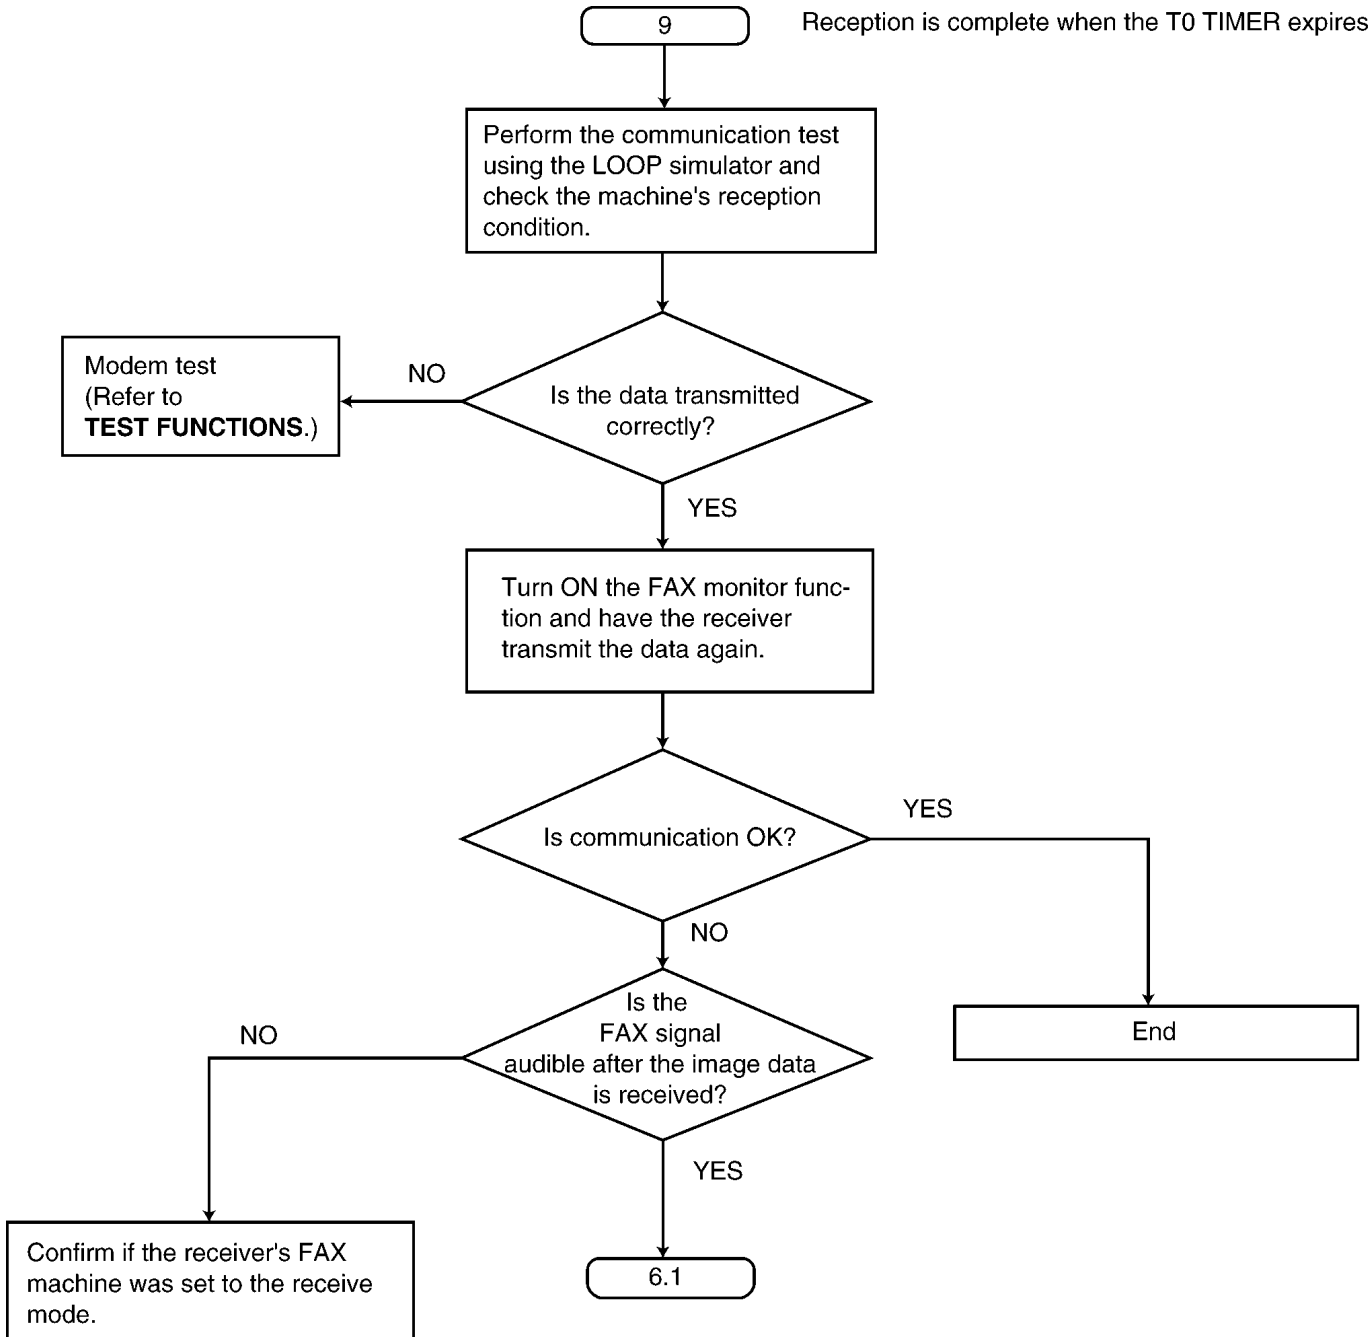 9
Reception is complete when the T0 TIMER expires
Perform the communication test
using the LOOP simulator and
check the machine's reception
condition.
Modem test
(Refer to
TEST FUNCTIONS.)
NO
Is the data transmitted
correctly?
YES
Turn ON the FAX monitor func-
tion and have the receiver
transmit the data again.
Is communication OK?
YES
NO
End
Is the
FAX signal
audible after the image data
is received?
NO
YES
Confirm if the receiver's FAX
machine was set to the receive
mode.
6.1